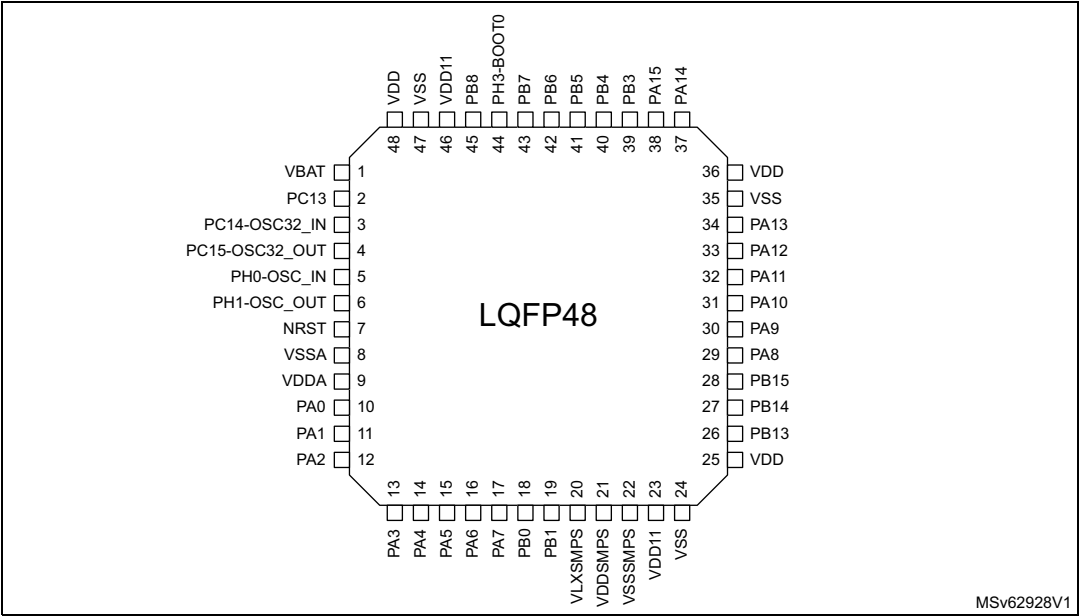 VDD
VSS
VDD11
PB8
PH3-BOOT0
PB7
PB6
PB5
PB4
PB3
PA15
PA14
48
47
46
45
44
43
42
41
40
39
38
37
VBAT 1
PC13 2
PC14-OSC32_IN 3
PC15-OSC32_OUT 4
PH0-OSC_IN 5
PH1-OSC_OUT 6
NRST 7
VSSA 8
VDDA 9
PA0 10
PA1 11
PA2 12
LQFP48
36 VDD
35 VSS
34 PA13
33 PA12
32 PA11
31 PA10
30 PA9
29 PA8
28 PB15
27 PB14
26 PB13
25 VDD
13
14
15
16
17
18
19
20
21
22
23
24
PA3
PA4
PA5
PA6
PA7
PB0
PB1
VLXSMPS
VDDSMPS
VSSSMPS
VDD11
VSS
MSv62928V1